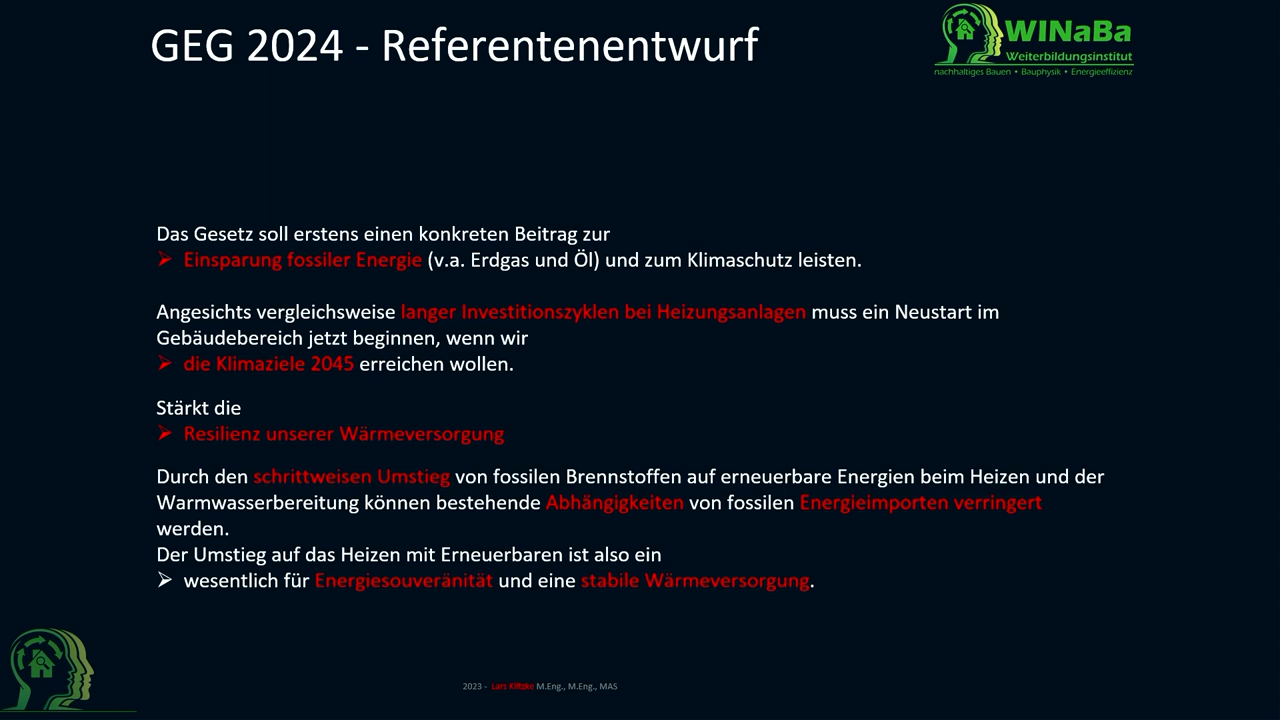 GEG 2024 - Referentenentwurf
WINaBa
Weiterbildungsinstitut
nachhaltiges Bauen • Bauphysik • Energieeffizienz
Das Gesetz soll erstens einen konkreten Beitrag zur
➢ Einsparung fossiler Energie (v.a. Erdgas und Öl) und zum Klimaschutz leisten.
Angesichts vergleichsweise langer Investitionszyklen bei Heizungsanlagen muss ein Neustart im
Gebäudebereich jetzt beginnen, wenn wir
➢ die Klimaziele 2045 erreichen wollen.
Stärkt die
➢ Resilienz unserer Wärmeversorgung
Durch den schrittweisen Umstieg von fossilen Brennstoffen auf erneuerbare Energien beim Heizen und der
Warmwasserbereitung können bestehende Abhängigkeiten von fossilen Energieimporten verringert
werden.
Der Umstieg auf das Heizen mit Erneuerbaren ist also ein
➢ wesentlich für Energiesouveränität und eine stabile Wärmeversorgung.
2023 - Lars Klitzke M.Eng., M.Eng., MAS